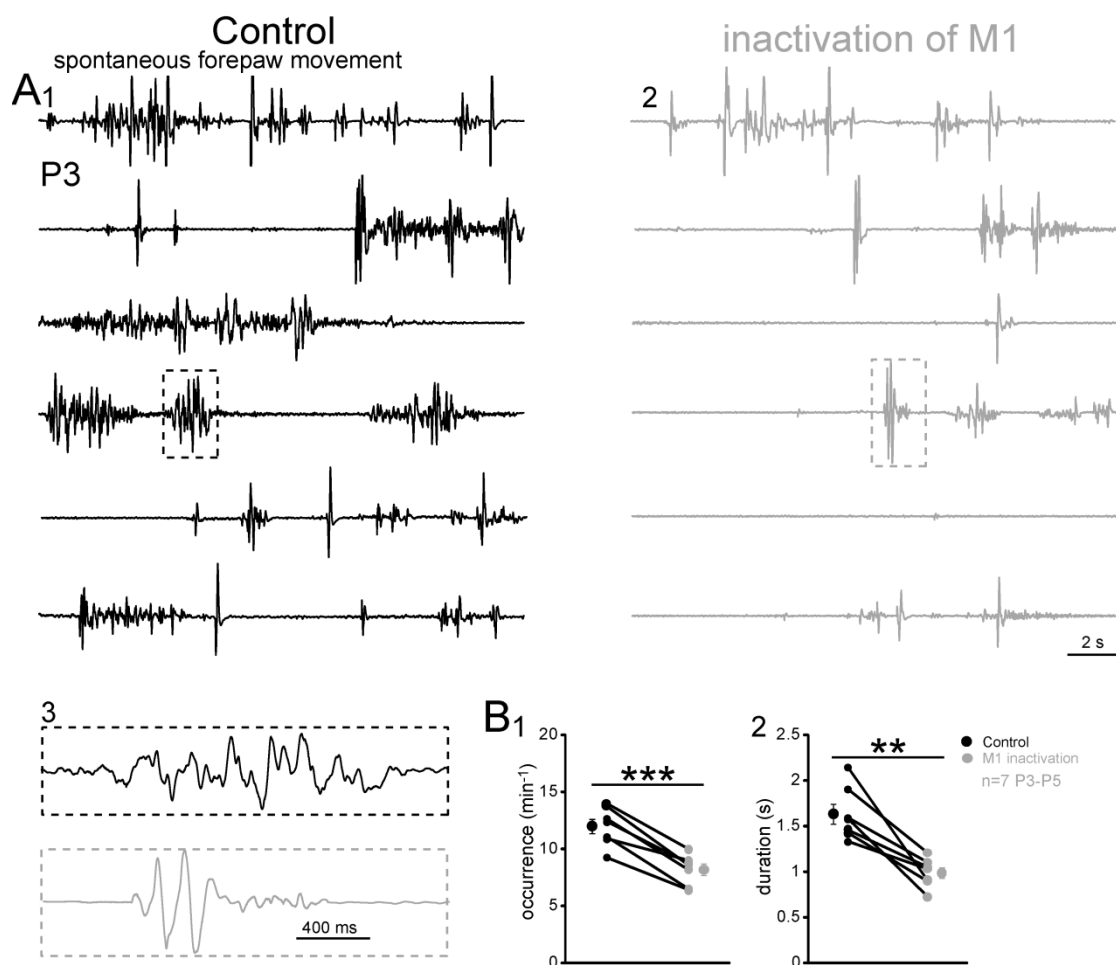 Control
spontaneous forepaw movement
inactivation of M1
A1
2
P3
2 s
3
400 ms
B1
20
15
10
5
0
occurrence (min⁻¹)
***
2
2.5
2
1.5
1
0.5
0
duration (s)
**
Control
M1 inactivation
n=7 P3-P5